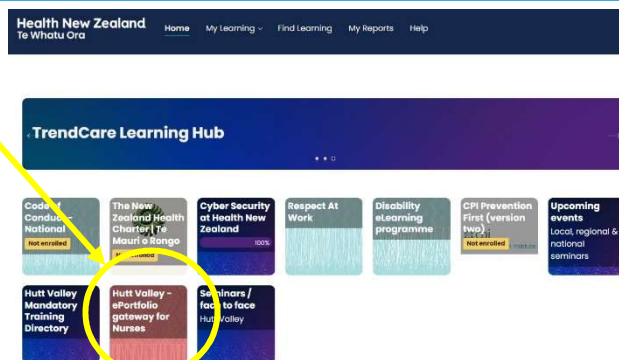 Health New Zealand
Te Whatu Ora
Home My Learning Find Learning My Reports Help
TrendCare Learning Hub
Code of
Conduct -
National
Not enrolled
The New
Zealand Health
Charter | Te
Mauri o Rongo
Not enrolled
Cyber Security
at Health New
Zealand
100%
Respect At
Work
Disability
eLearning
programme
CPI Prevention
First (version
two)
Not enrolled
Upcoming
events
Local, regional &
national
seminars
Hutt Valley
Mandatory
Training
Directory
Hutt Valley -
ePortfolio
gateway for
Nurses
Seminars /
face to face
Hutt Valley